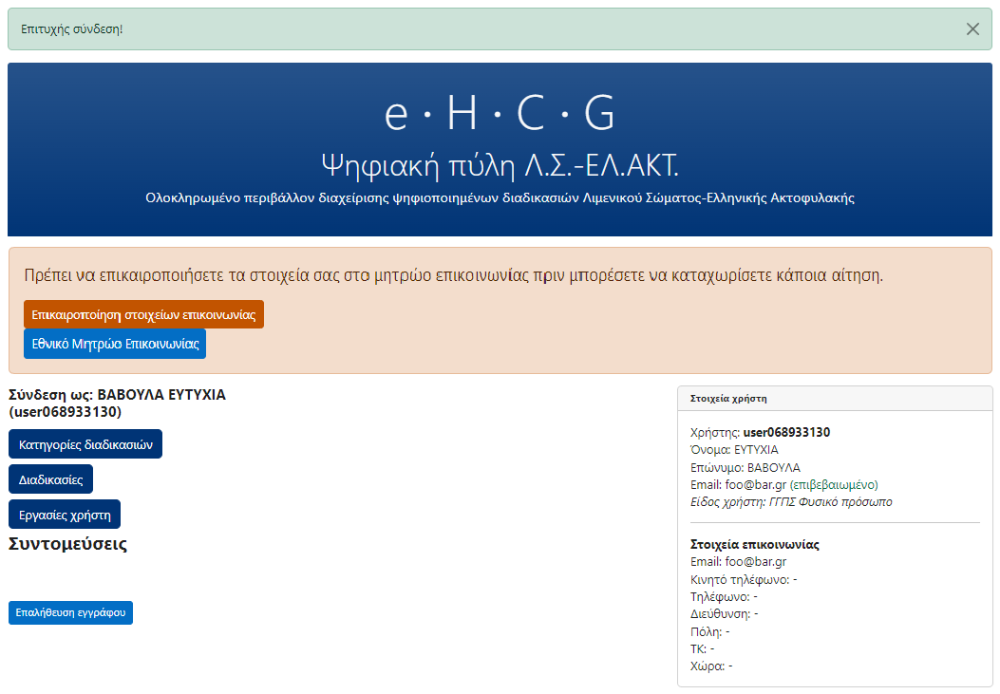 Επιτυχής σύνδεση!
e · H · C · G
Ψηφιακή πύλη Λ.Σ.-ΕΛ.ΑΚΤ.
Ολοκληρωμένο περιβάλλον διαχείρισης ψηφιοποιημένων διαδικασιών Λιμενικού Σώματος-Ελληνικής Ακτοφυλακής
Πρέπει να επικαιροποιήσετε τα στοιχεία σας στο μητρώο επικοινωνίας πριν μπορέσετε να καταχωρίσετε κάποια αίτηση.
Επικαιροποίηση στοιχείων επικοινωνίας
Εθνικό Μητρώο Επικοινωνίας
Σύνδεση ως: ΒΑΒΟΥΛΑ ΕΥΤΥΧΙΑ
(user068933130)
Κατηγορίες διαδικασιών
Διαδικασίες
Εργασίες χρήστη
Συντομεύσεις
Επαλήθευση εγγράφου
Στοιχεία χρήστη
Χρήστης: user068933130
Όνομα: ΕΥΤΥΧΙΑ
Επώνυμο: ΒΑΒΟΥΛΑ
Email: foo@bar.gr (επιβεβαιωμένο)
Είδος χρήστη: ΓΓΠΣ Φυσικό πρόσωπο
Στοιχεία επικοινωνίας
Email: foo@bar.gr
Κινητό τηλέφωνο: -
Τηλέφωνο: -
Διεύθυνση: -
Πόλη: -
ΤΚ: -
Χώρα: -